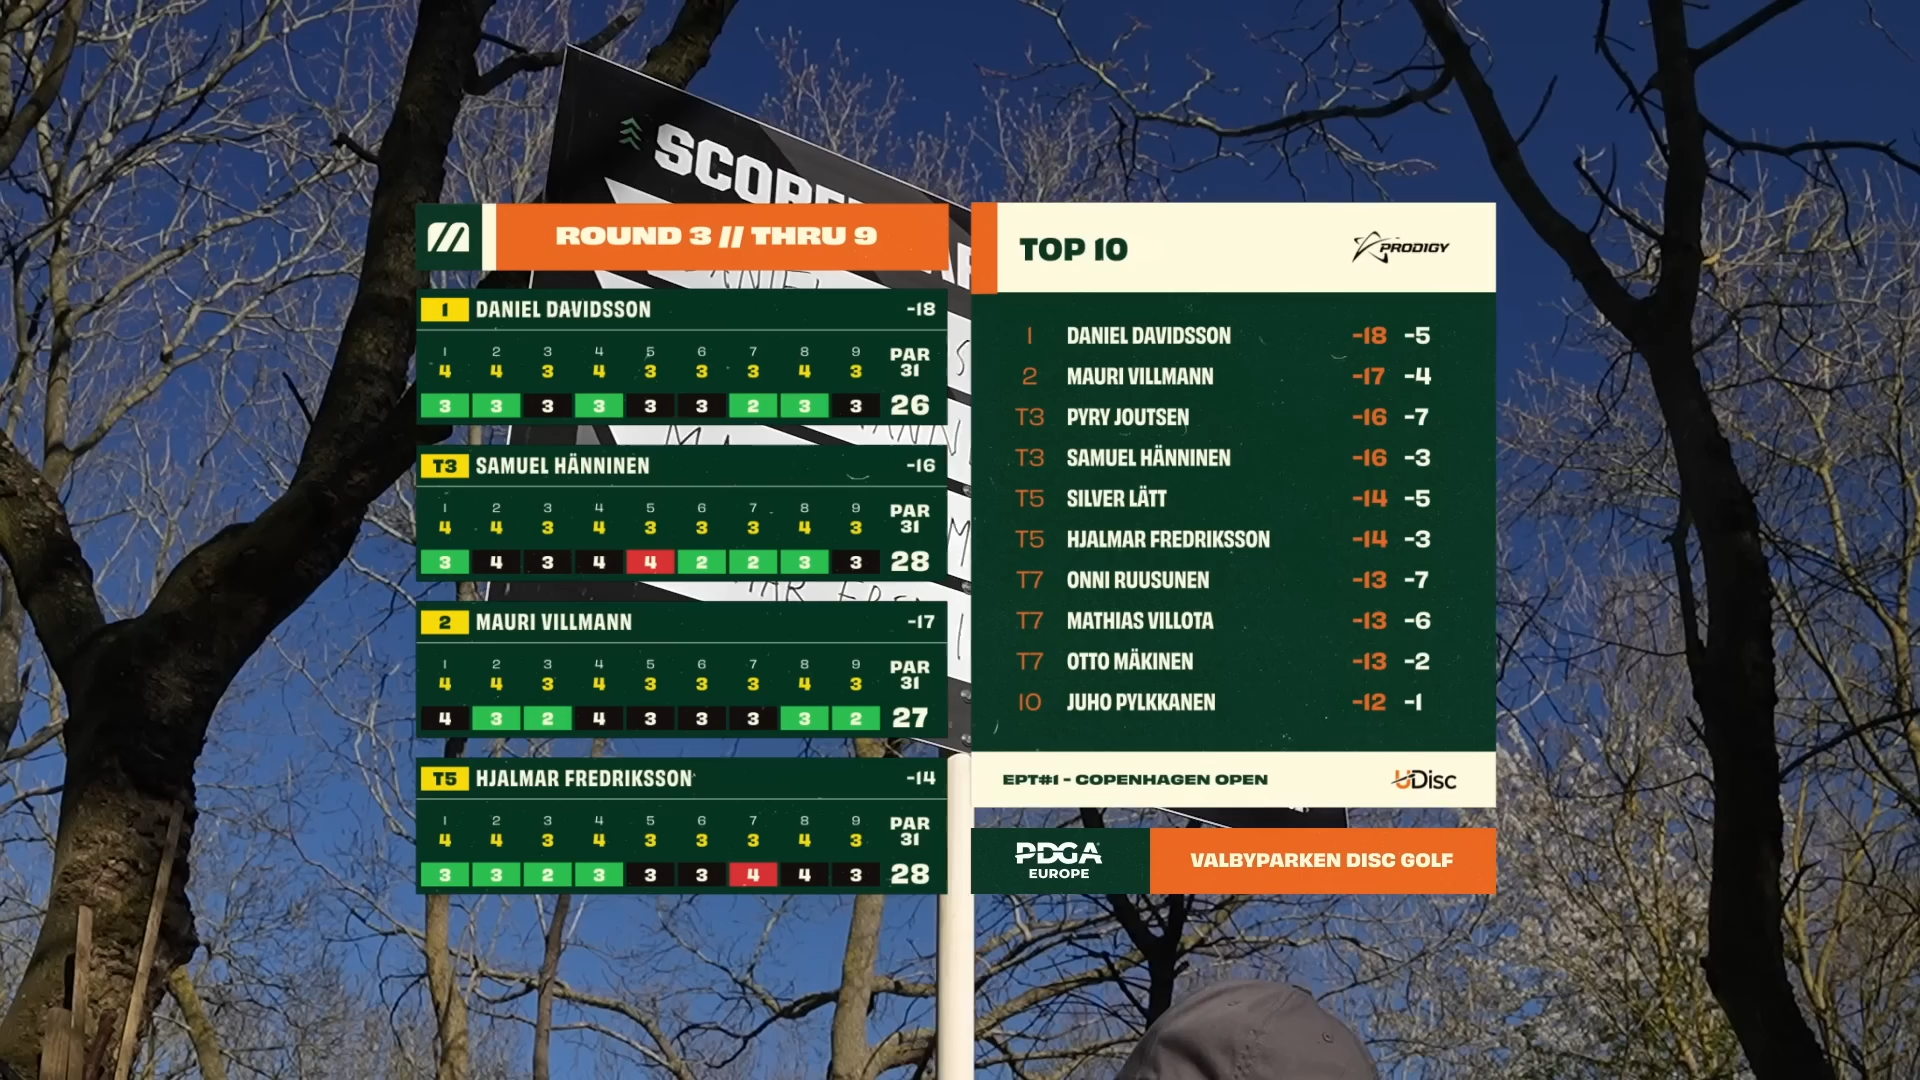 ROUND 3 // THRU 9
1 DANIEL DAVIDSSON -18
1 2 3 4 5 6 7 8 9 PAR
4 4 3 4 3 3 3 4 3 31
3 3 3 3 3 3 2 3 3 26
T3 SAMUEL HÄNNINEN -16
1 2 3 4 5 6 7 8 9 PAR
4 4 3 4 3 3 3 4 3 31
3 4 3 4 4 2 2 3 3 28
2 MAURI VILLMANN -17
1 2 3 4 5 6 7 8 9 PAR
4 4 3 4 3 3 3 4 3 31
4 3 2 4 3 3 3 3 2 27
T5 HJALMAR FREDRIKSSON -14
1 2 3 4 5 6 7 8 9 PAR
4 4 3 4 3 3 3 4 3 31
3 3 2 3 3 3 4 4 3 28
TOP 10 PRODIGY
1 DANIEL DAVIDSSON -18 -5
2 MAURI VILLMANN -17 -4
T3 PYRY JOUTSEN -16 -7
T3 SAMUEL HÄNNINEN -16 -3
T5 SILVER LÄTT -14 -5
T5 HJALMAR FREDRIKSSON -14 -3
T7 ONNI RUUSUNEN -13 -7
T7 MATHIAS VILLOTA -13 -6
T7 OTTO MÄKINEN -13 -2
10 JUHO PYLKKANEN -12 -1
EPT#1 - COPENHAGEN OPEN UDisc
PDGA EUROPE
VALBYPARKEN DISC GOLF